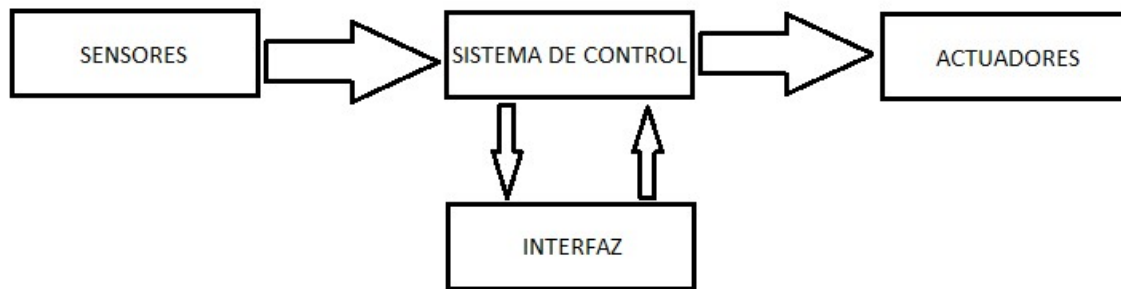 SENSORES
SISTEMA DE CONTROL
ACTUADORES
INTERFAZ